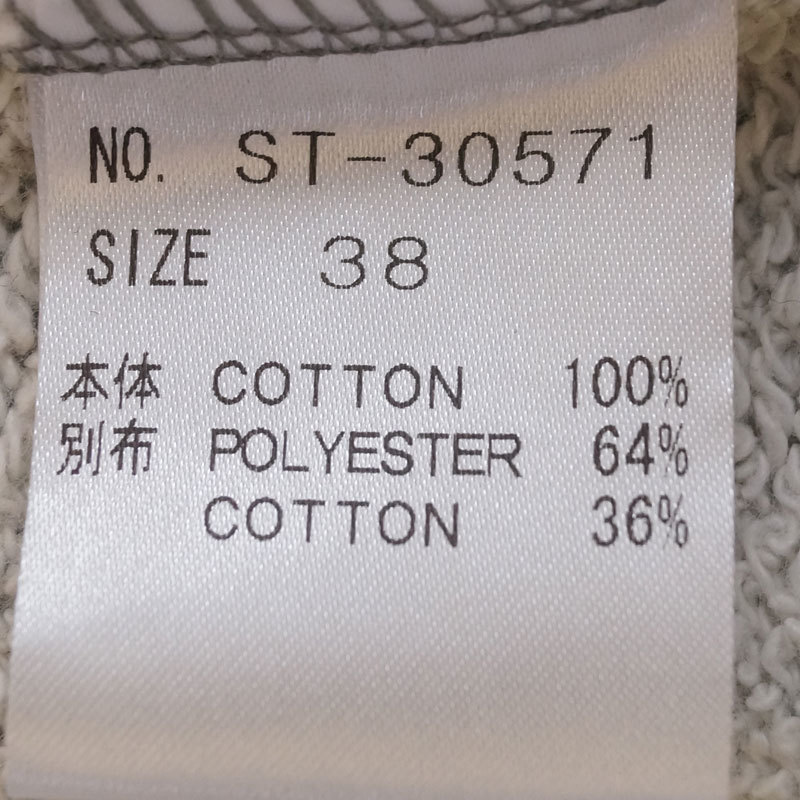 NO. ST-30571
SIZE 38
本体 COTTON 100%
別布 POLYESTER 64%
COTTON 36%